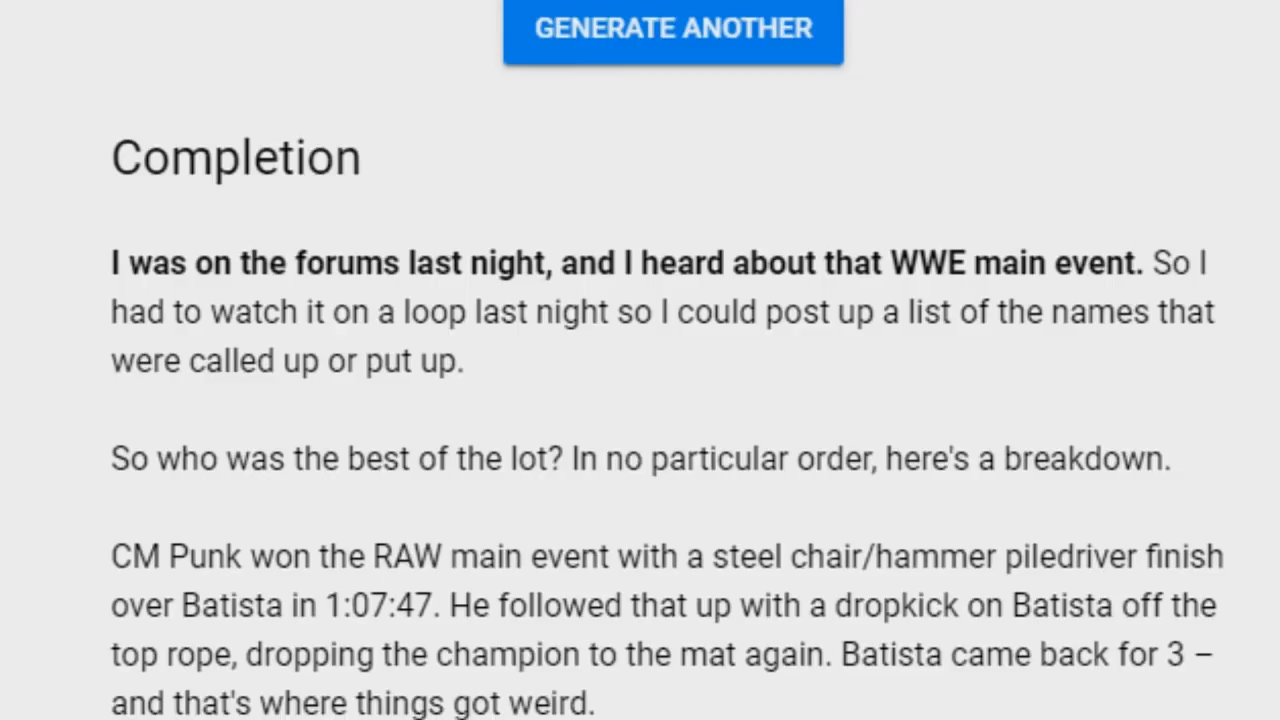 GENERATE ANOTHER
Completion
I was on the forums last night, and I heard about that WWE main event. So I
had to watch it on a loop last night so I could post up a list of the names that
were called up or put up.
So who was the best of the lot? In no particular order, here's a breakdown.
CM Punk won the RAW main event with a steel chair/hammer piledriver finish
over Batista in 1:07:47. He followed that up with a dropkick on Batista off the
top rope, dropping the champion to the mat again. Batista came back for 3 –
and that's where things got weird.